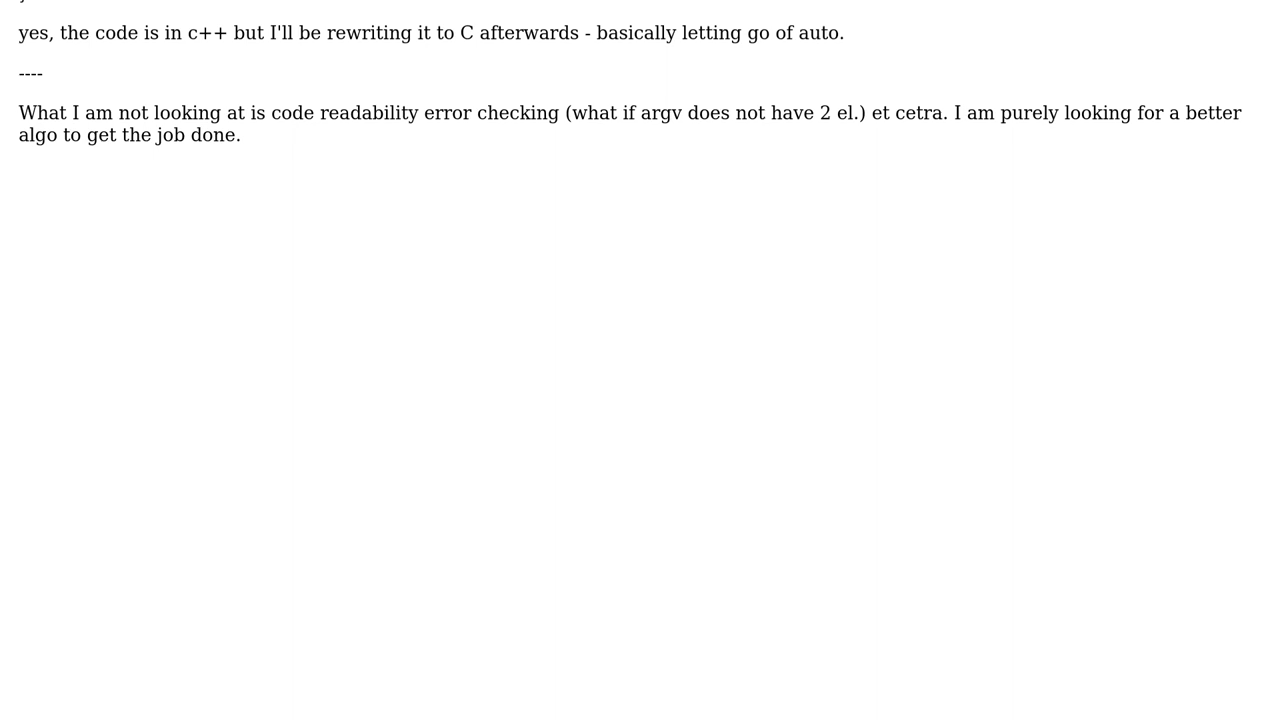 yes, the code is in c++ but I'll be rewriting it to C afterwards - basically letting go of auto.
----
What I am not looking at is code readability error checking (what if argv does not have 2 el.) et cetra. I am purely looking for a better
algo to get the job done.